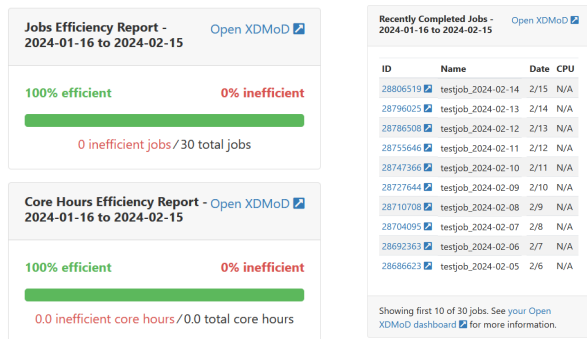 Jobs Efficiency Report - Open XDMoD
2024-01-16 to 2024-02-15
100% efficient 0% inefficient
0 inefficient jobs / 30 total jobs
Core Hours Efficiency Report - Open XDMoD
2024-01-16 to 2024-02-15
100% efficient 0% inefficient
0.0 inefficient core hours / 0.0 total core hours
Recently Completed Jobs - Open XDMoD
2024-01-16 to 2024-02-15
ID Name Date CPU
28806519 testjob_2024-02-14 2/15 N/A
28796025 testjob_2024-02-13 2/14 N/A
28786508 testjob_2024-02-12 2/13 N/A
28755646 testjob_2024-02-11 2/12 N/A
28747366 testjob_2024-02-10 2/11 N/A
28727644 testjob_2024-02-09 2/10 N/A
28710708 testjob_2024-02-08 2/9 N/A
28704095 testjob_2024-02-07 2/8 N/A
28692363 testjob_2024-02-06 2/7 N/A
28686623 testjob_2024-02-05 2/6 N/A
Showing first 10 of 30 jobs. See your Open
XDMoD dashboard for more information.